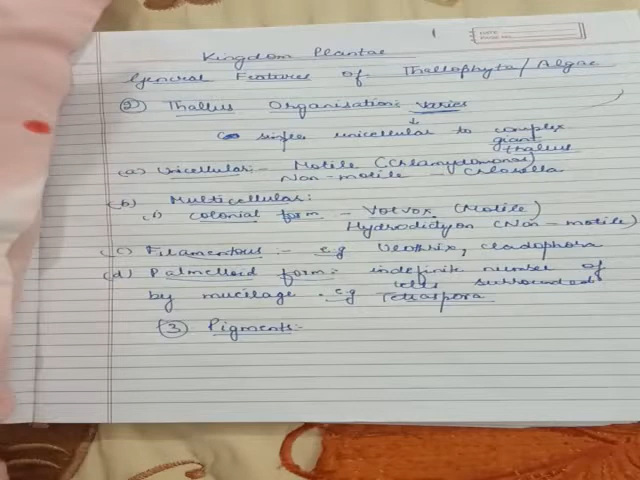 Kingdom Plantae
General Features of Thallophyta/Algae
(2) Thallus Organisation: varies
↓
simple unicellular to complex
giant
thallus
(a) Unicellular:- Motile (Chlamydomonas)
Non-motile - Chlorella
(b) Multicellular:
(i) colonial form - Volvox (Motile)
Hydrodictyon (Non-motile)
(c) Filamentous - e.g Ulothrix, cladophora
(d) Palmelloid form: indefinite number of
cells surrounded
by mucilage. e.g Tetraspora
(3) Pigments:-